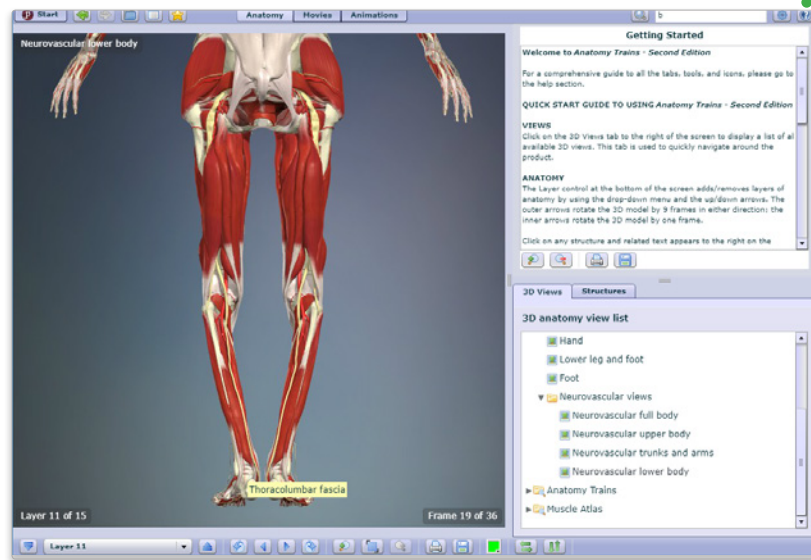 Start
Anatomy Movies Animations
b
Neurovascular lower body
Thoracolumbar fascia
Layer 11 of 15
Frame 19 of 36
Layer 11
Getting Started
Welcome to Anatomy Trains - Second Edition
For a comprehensive guide to all the tabs, tools, and icons, please go to
the help section.
QUICK START GUIDE TO USING Anatomy Trains - Second Edition
VIEWS
Click on the 3D Views tab to the right of the screen to display a list of al
available 3D views. This tab is used to quickly navigate around the
product.
ANATOMY
The Layer control at the bottom of the screen adds/removes layers of
anatomy by using the drop-down menu and the up/down arrows. The
outer arrows rotate the 3D model by 9 frames in either direction; the
inner arrows rotate the 3D model by one frame.
Click on any structure and related text appears to the right on the
3D Views Structures
3D anatomy view list
Hand
Lower leg and foot
Foot
Neurovascular views
Neurovascular full body
Neurovascular upper body
Neurovascular trunks and arms
Neurovascular lower body
Anatomy Trains
Muscle Atlas